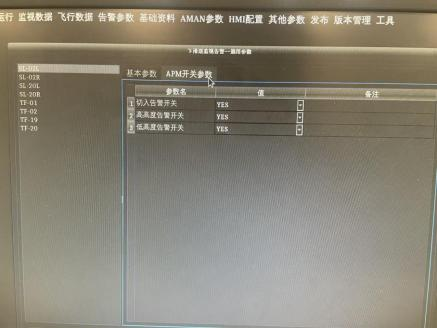 运行 监视数据 飞行数据 告警参数 基础资料 AMAN参数 HMI配置 其他参数 发布 版本管理 工具
SL-02L
SL-02R
SL-20L
SL-20R
TF-01
TF-02
TF-19
TF-20
基本参数 APM开关参数
参数名 值 备注
1 切入告警开关 YES
2 高高度告警开关 YES
3 低高度告警开关 YES